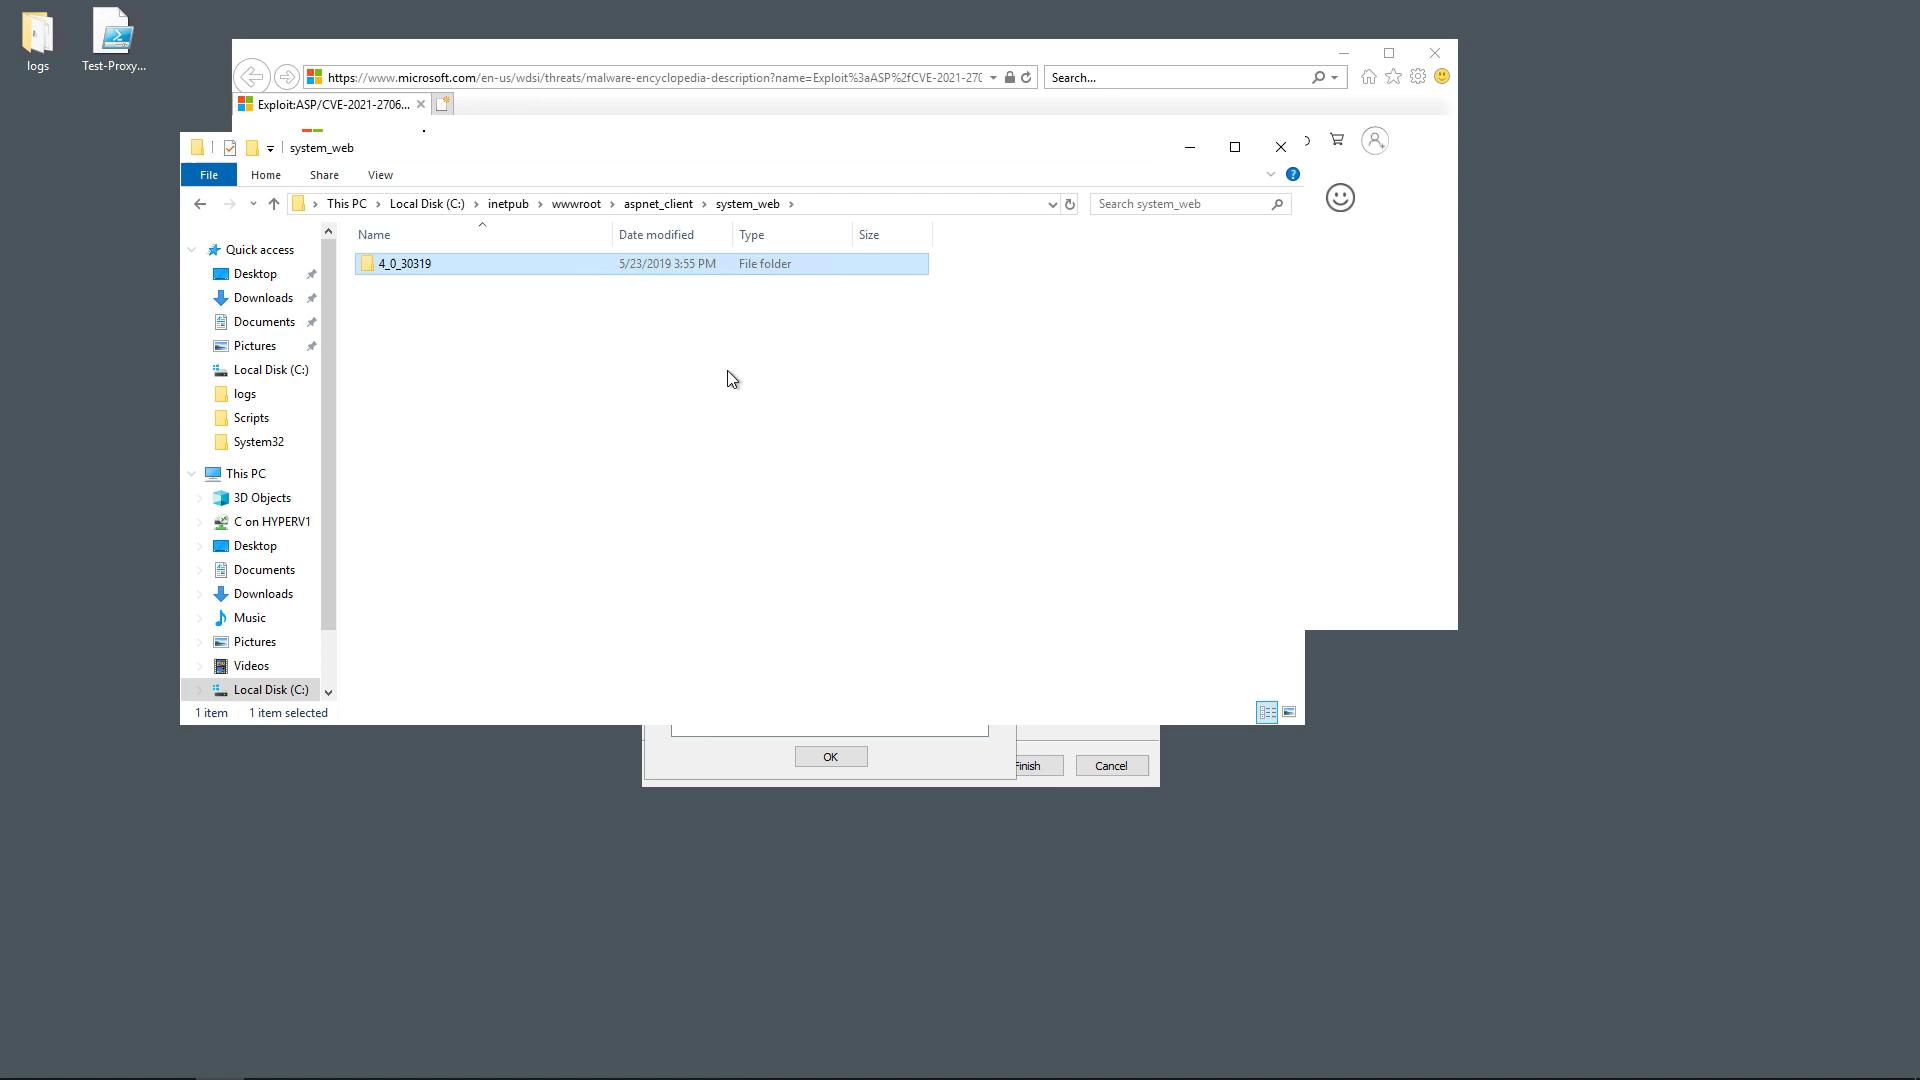 logs
Test-Proxy...
https://www.microsoft.com/en-us/wdsi/threats/malware-encyclopedia-description?name=Exploit%3aASP%2fCVE-2021-270
Search...
Exploit:ASP/CVE-2021-2706...
system_web
File
Home
Share
View
This PC
Local Disk (C:)
inetpub
wwwroot
aspnet_client
system_web
Search system_web
Name
Date modified
Type
Size
4_0_30319
5/23/2019 3:55 PM
File folder
Quick access
Desktop
Downloads
Documents
Pictures
Local Disk (C:)
logs
Scripts
System32
This PC
3D Objects
C on HYPERV1
Desktop
Documents
Downloads
Music
Pictures
Videos
Local Disk (C:)
1 item
1 item selected
OK
Cancel